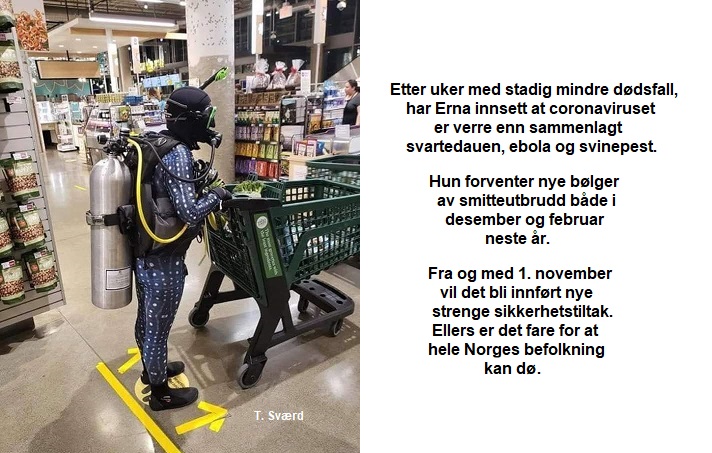 Etter uker med stadig mindre dødsfall,
har Erna innsett at coronaviruset
er verre enn sammenlagt
svartedauen, ebola og svinepest.
Hun forventer nye bølger
av smitteutbrudd både i
desember og februar
neste år.
Fra og med 1. november
vil det bli innført nye
strenge sikkerhetstiltak.
Ellers er det fare for at
hele Norges befolkning
kan dø.
T. Sværd